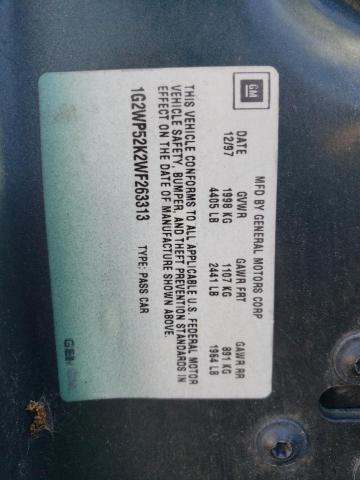 GM
MFD BY GENERAL MOTORS CORP
DATE GVWR GAWR FRT GAWR RR
12/97 1998 KG 1107 KG 891 KG
4405 LB 2441 LB 1964 LB
THIS VEHICLE CONFORMS TO ALL APPLICABLE U.S. FEDERAL MOTOR
VEHICLE SAFETY, BUMPER, AND THEFT PREVENTION STANDARDS IN
EFFECT ON THE DATE OF MANUFACTURE SHOWN ABOVE.
1G2WP52K2WF263313 TYPE: PASS CAR